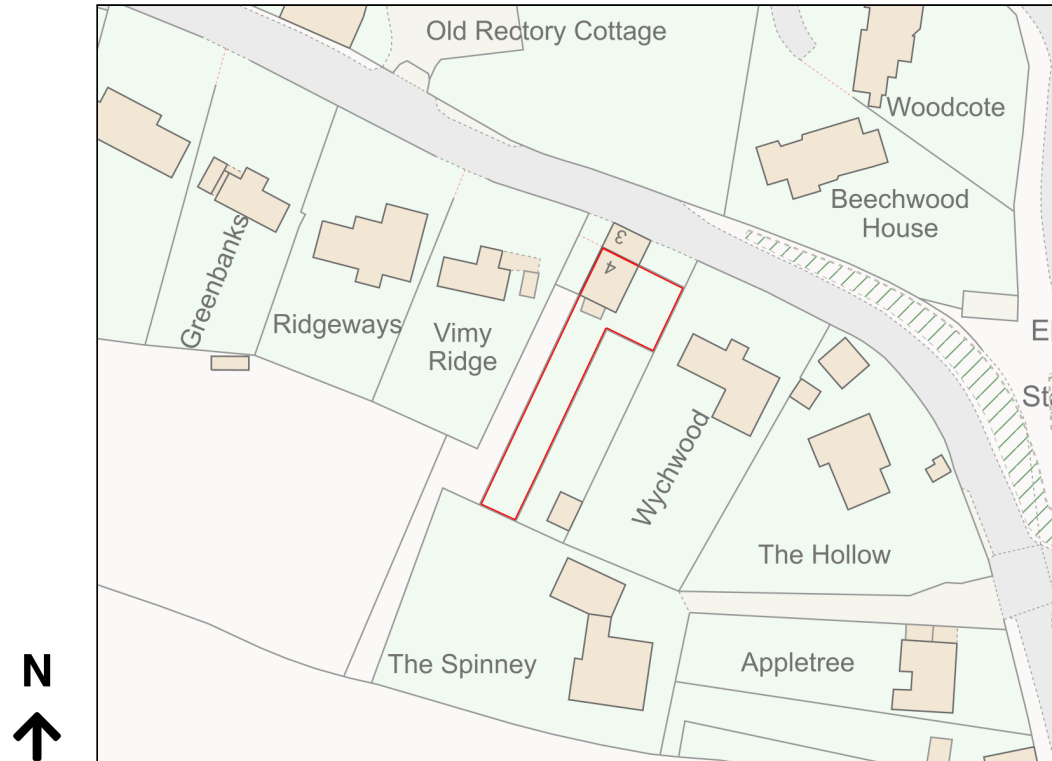 Old Rectory Cottage
Woodcote
Beechwood
House
3
4
Greenbanks
Ridgeways
Vimy
Ridge
Wychwood
The Hollow
The Spinney
Appletree
N